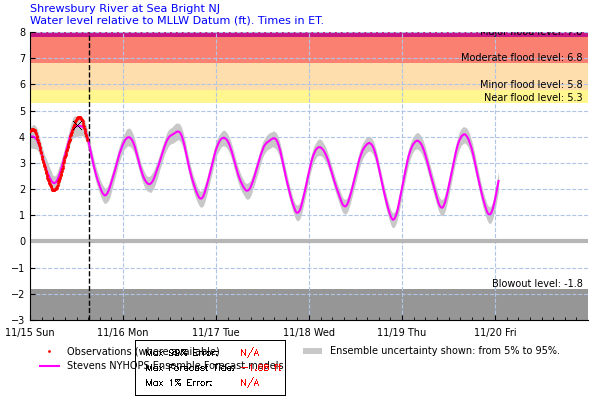 Shrewsbury River at Sea Bright NJ
Water level relative to MLLW Datum (ft). Times in ET.
8
7
6
5
4
3
2
1
0
−1
−2
−3
Moderate flood level: 6.8
Minor flood level: 5.8
Near flood level: 5.3
Blowout level: -1.8
11/15 Sun
11/16 Mon
11/17 Tue
11/18 Wed
11/19 Thu
11/20 Fri
Observations (where available)
Stevens NYHOPS Ensemble Forecast models
Ensemble uncertainty shown: from 5% to 95%.
Error: N/A
Max Forecast Tide:
Max 1% Error: N/A